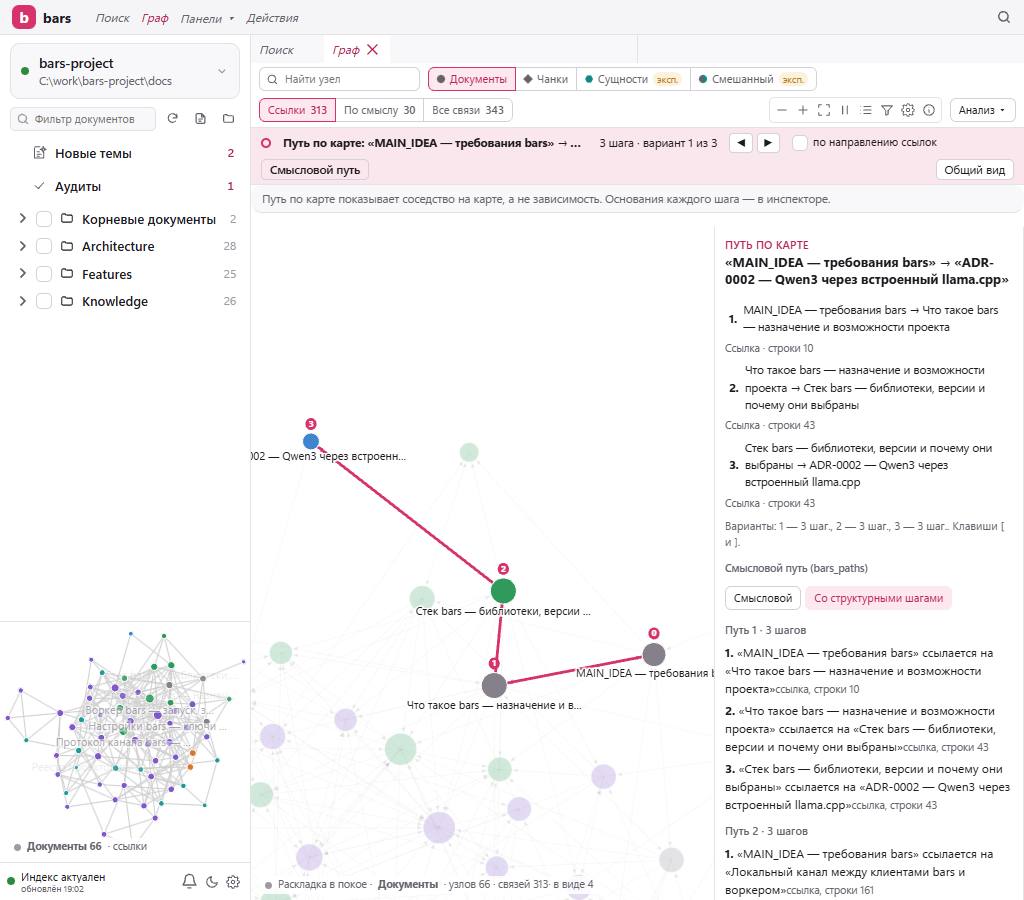 b bars Поиск Граф Панели Действия
bars-project
C:\work\bars-project\docs
Фильтр документов
Новые темы 2
Аудиты 1
Корневые документы 2
Architecture 28
Features 25
Knowledge 26
Воркер bars — запуск, з...
Настройки bars — ключи ...
Протокол канала bars — ...
Документы 66 · ссылки
Индекс актуален
обновлён 19:02
Поиск Граф
Найти узел Документы Чанки Сущности эксп. Смешанный эксп.
Ссылки 313 По смыслу 30 Все связи 343 Анализ
Путь по карте: «MAIN_IDEA — требования bars» → ... 3 шага · вариант 1 из 3 по направлению ссылок
Смысловой путь Общий вид
Путь по карте показывает соседство на карте, а не зависимость. Основания каждого шага — в инспекторе.
3
002 — Qwen3 через встроенн...
2
Стек bars — библиотеки, версии ...
0
MAIN_IDEA — требования b
1
Что такое bars — назначение и в...
Раскладка в покое · Документы · узлов 66 · связей 313 · в виде 4
ПУТЬ ПО КАРТЕ
«MAIN_IDEA — требования bars» → «ADR-
0002 — Qwen3 через встроенный llama.cpp»
1. MAIN_IDEA — требования bars → Что такое bars
— назначение и возможности проекта
Ссылка · строки 10
Что такое bars — назначение и возможности
2. проекта → Стек bars — библиотеки, версии и
почему они выбраны
Ссылка · строки 43
Стек bars — библиотеки, версии и почему они
3. выбраны → ADR-0002 — Qwen3 через
встроенный llama.cpp
Ссылка · строки 43
Варианты: 1 — 3 шаг., 2 — 3 шаг., 3 — 3 шаг.. Клавиши [
и ].
Смысловой путь (bars_paths)
Смысловой Со структурными шагами
Путь 1 · 3 шагов
1. «MAIN_IDEA — требования bars» ссылается на
«Что такое bars — назначение и возможности
проекта»ссылка, строки 10
2. «Что такое bars — назначение и возможности
проекта» ссылается на «Стек bars — библиотеки,
версии и почему они выбраны»ссылка, строки 43
3. «Стек bars — библиотеки, версии и почему они
выбраны» ссылается на «ADR-0002 — Qwen3 через
встроенный llama.cpp»ссылка, строки 43
Путь 2 · 3 шагов
1. «MAIN_IDEA — требования bars» ссылается на
«Локальный канал между клиентами bars и
воркером»ссылка, строки 161